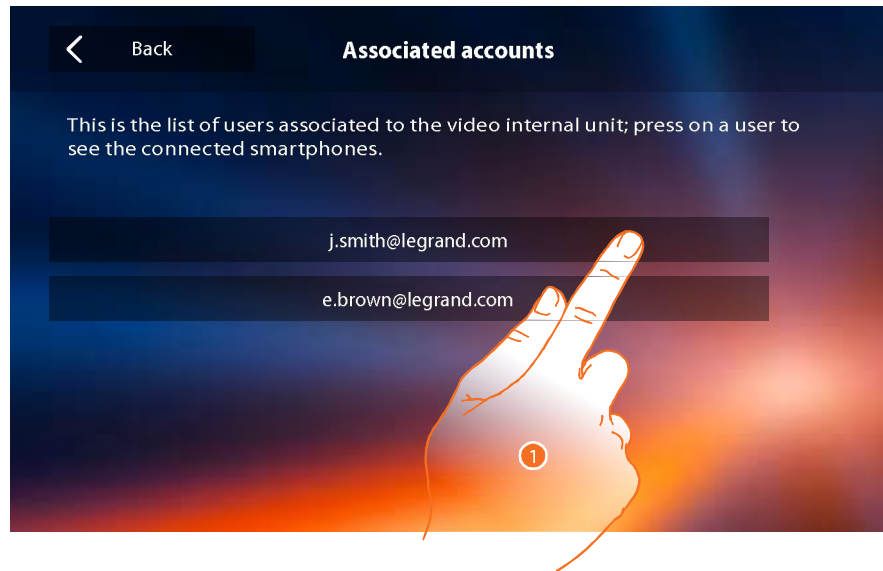 Back
Associated accounts
This is the list of users associated to the video internal unit; press on a user to
see the connected smartphones.
j.smith@legrand.com
e.brown@legrand.com
1